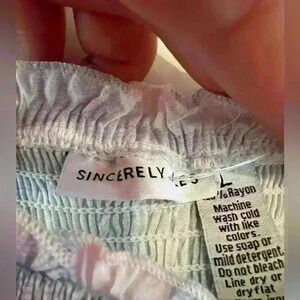 SINCERELY
L
% Rayon
Machine
wash cold
with like
colors.
Use soap or
mild detergent.
Do not bleach
Line dry or
dry flat